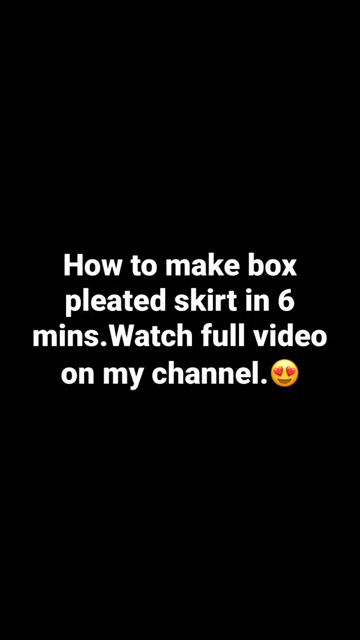 How to make box
pleated skirt in 6
mins.Watch full video
on my channel.😍